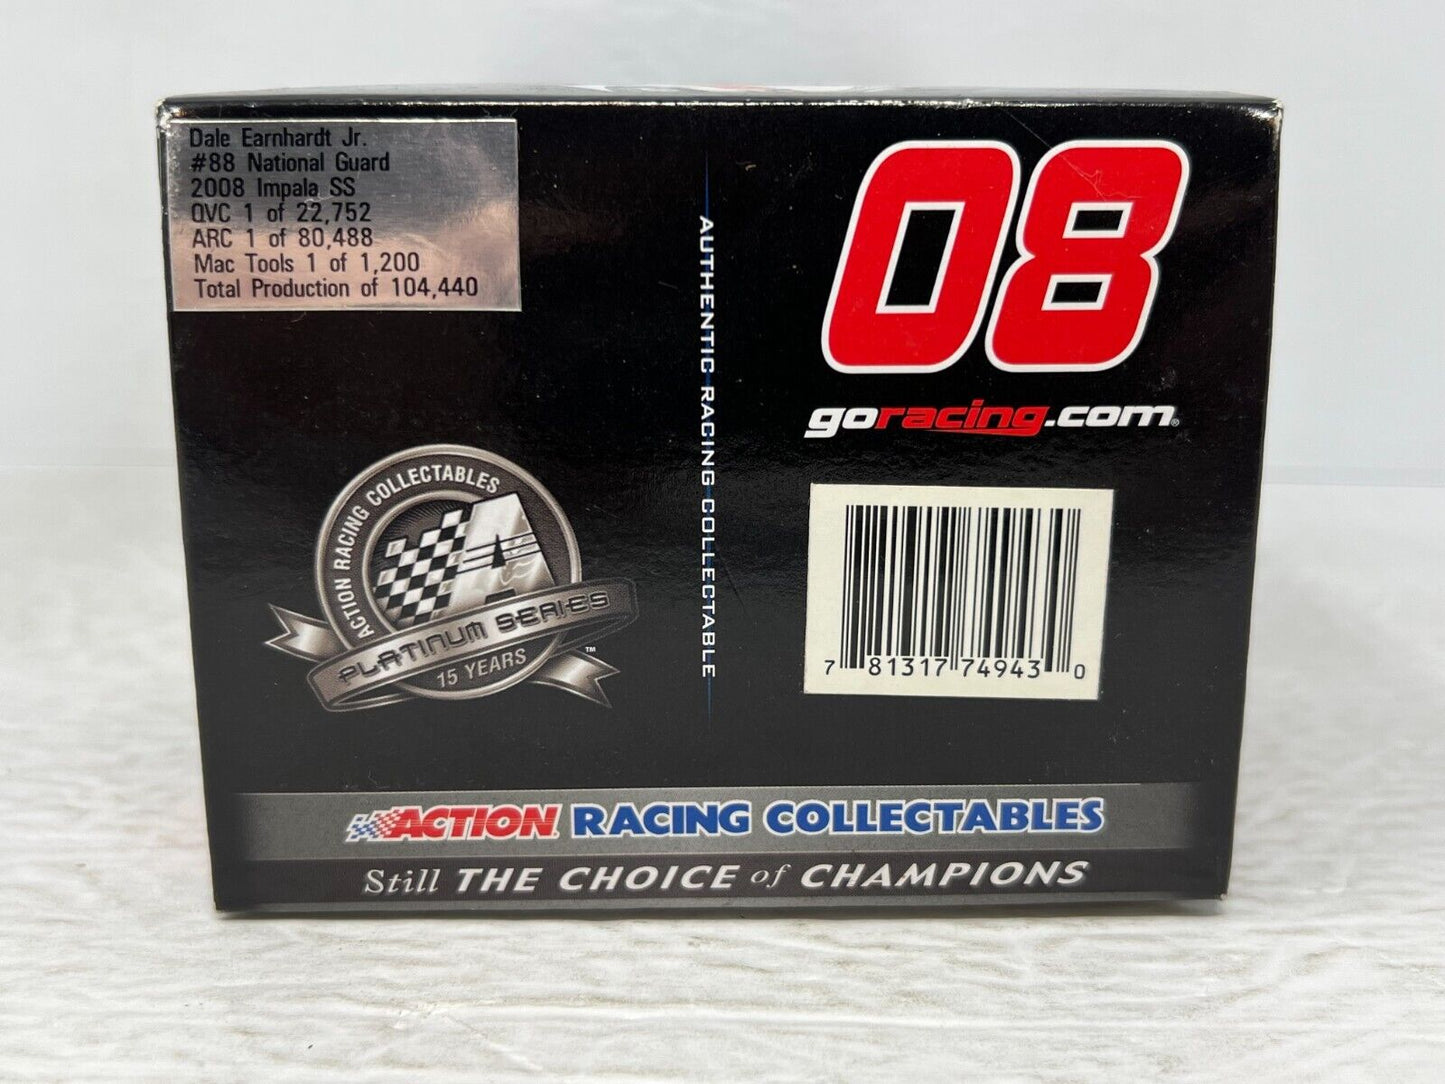 Dale Earnhardt Jr.
#88 National Guard
2008 Impala SS
QVC 1 of 22,752
ARC 1 of 80,488
Mac Tools 1 of 1,200
Total Production of 104,440
08
goracing.com®
AUTHENTIC RACING COLLECTABLE
ACTION RACING COLLECTABLES
A
PLATINUM SERIES
15 YEARS
™
7 81317 74943 0
ACTION RACING COLLECTABLES
Still THE CHOICE of CHAMPIONS